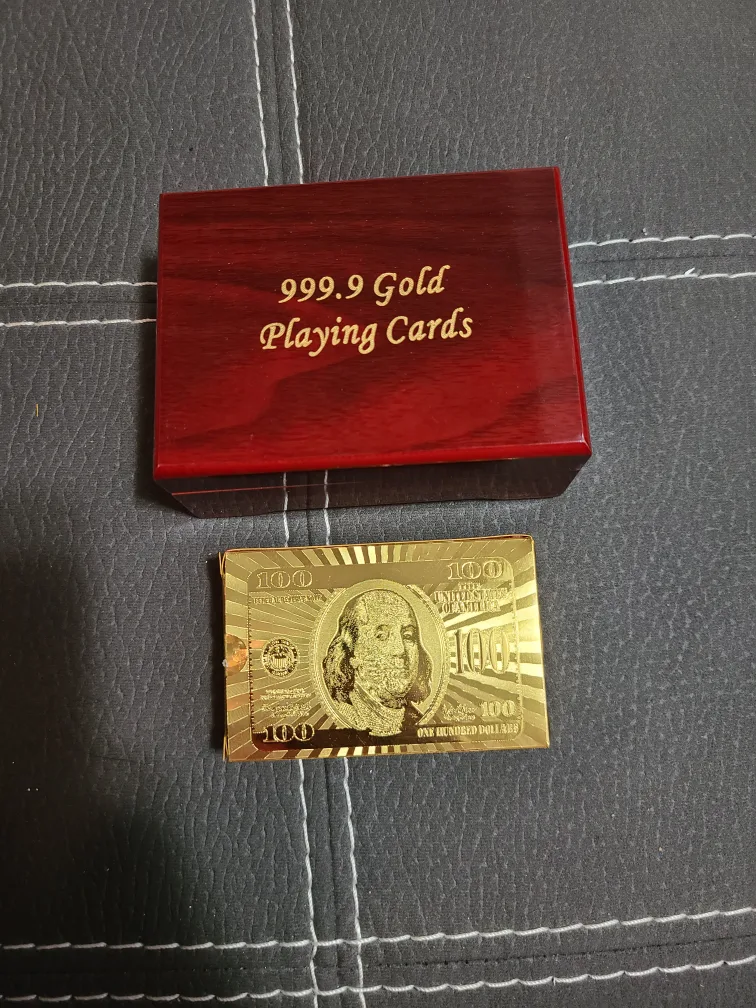 999.9 Gold
Playing Cards
100
100
THE
UNITED STATES
OF AMERICA
100
100
100
ONE HUNDRED DOLLARS